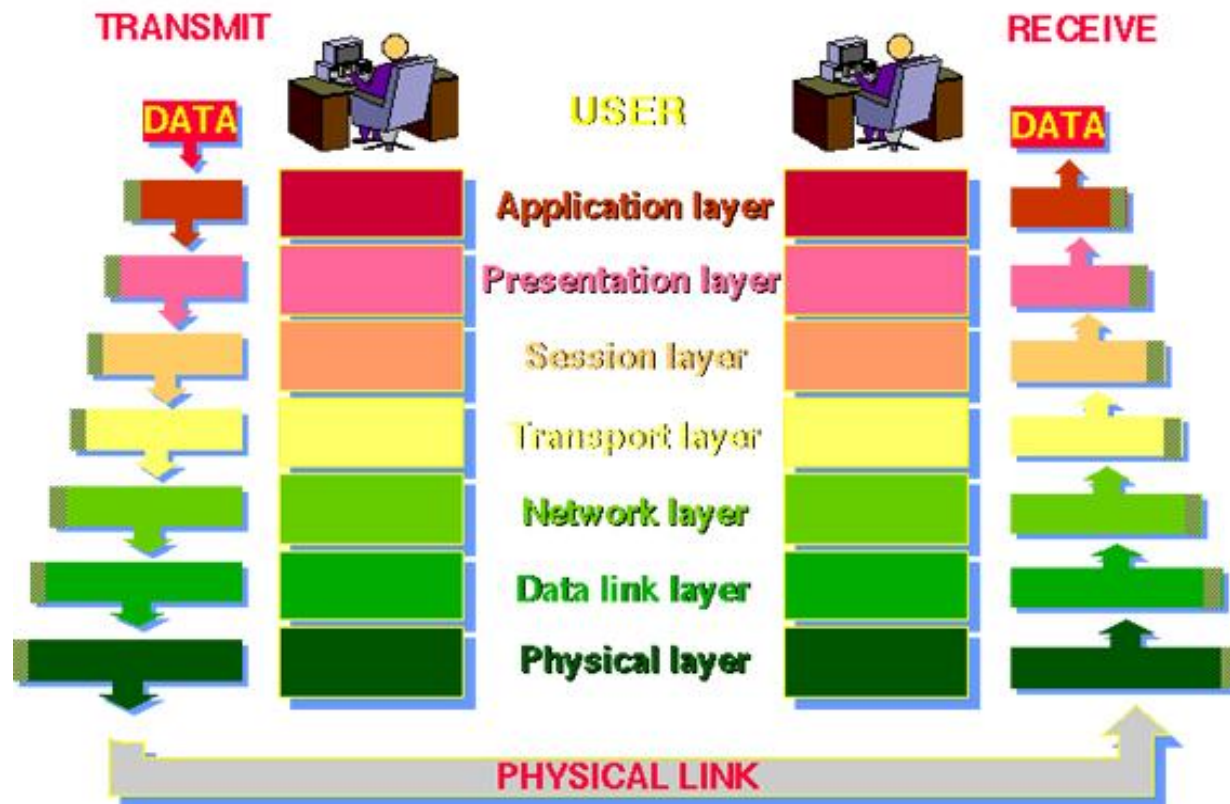 TRANSMIT
RECEIVE
DATA
USER
DATA
Application layer
Presentation layer
Session layer
Transport layer
Network layer
Data link layer
Physical layer
PHYSICAL LINK